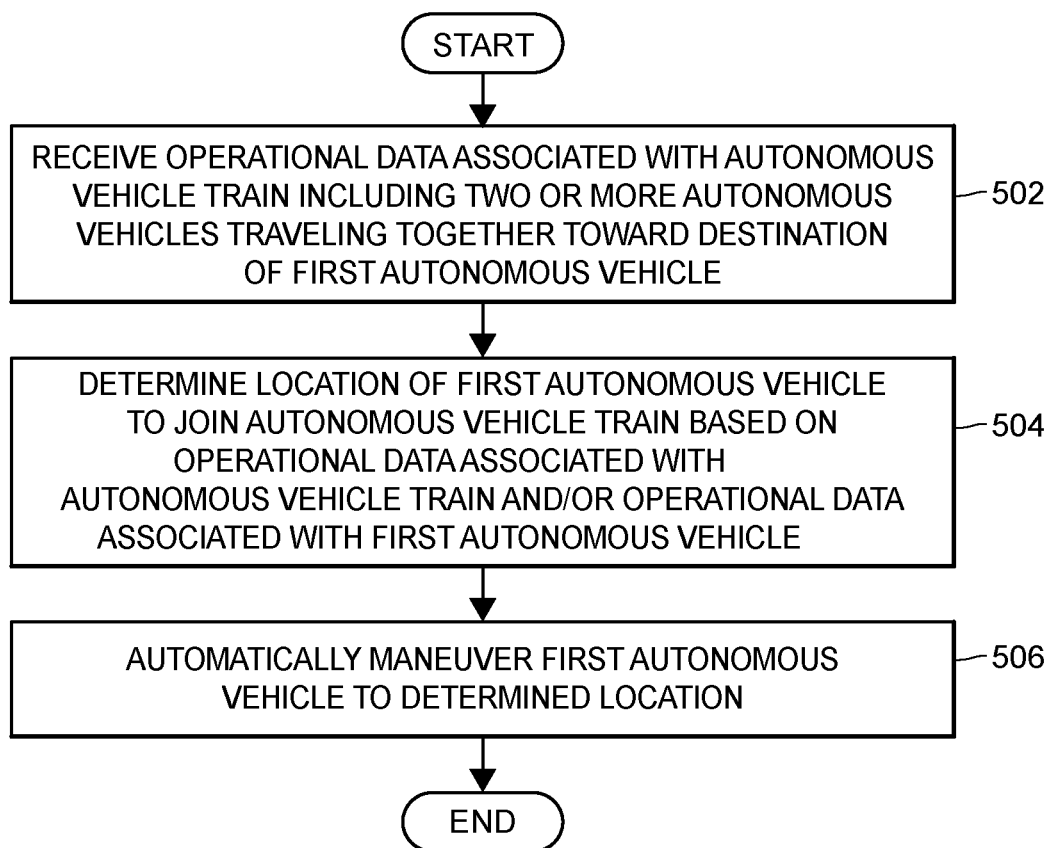 START
RECEIVE OPERATIONAL DATA ASSOCIATED WITH AUTONOMOUS
VEHICLE TRAIN INCLUDING TWO OR MORE AUTONOMOUS
VEHICLES TRAVELING TOGETHER TOWARD DESTINATION
OF FIRST AUTONOMOUS VEHICLE
502
DETERMINE LOCATION OF FIRST AUTONOMOUS VEHICLE
TO JOIN AUTONOMOUS VEHICLE TRAIN BASED ON
OPERATIONAL DATA ASSOCIATED WITH
AUTONOMOUS VEHICLE TRAIN AND/OR OPERATIONAL DATA
ASSOCIATED WITH FIRST AUTONOMOUS VEHICLE
504
AUTOMATICALLY MANEUVER FIRST AUTONOMOUS
VEHICLE TO DETERMINED LOCATION
506
END